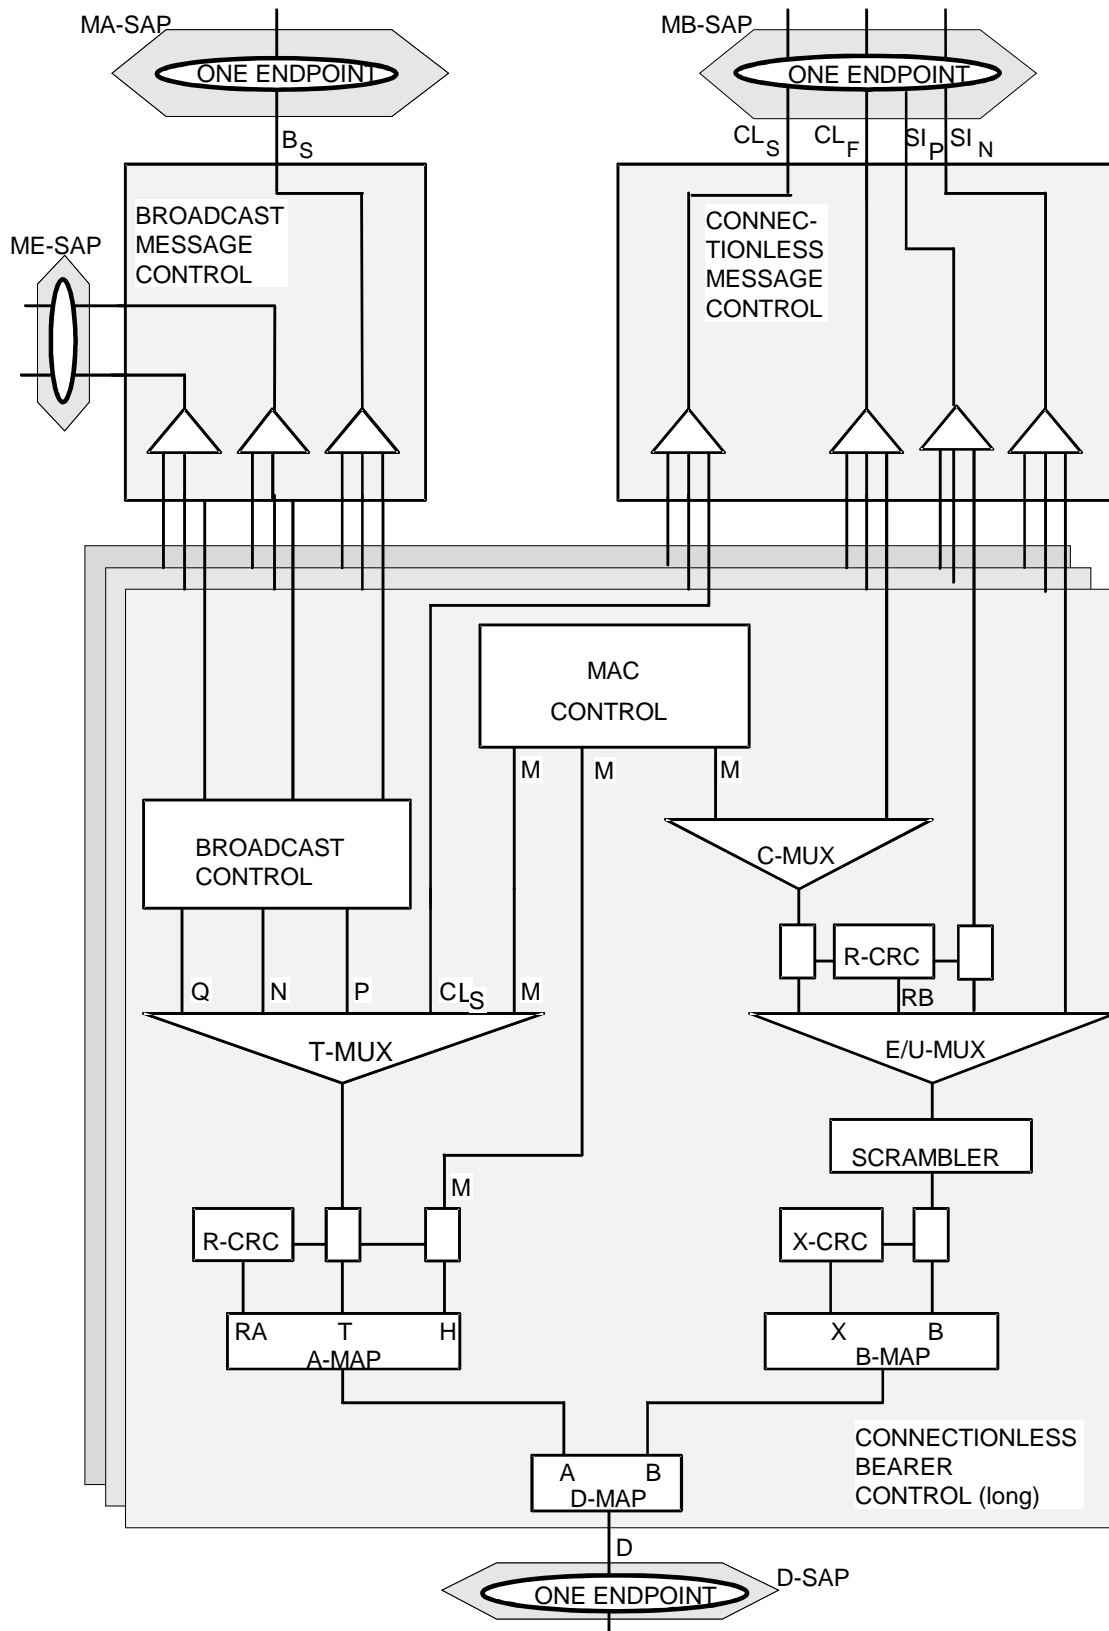 MA-SAP
MB-SAP
ONE ENDPOINT
ONE ENDPOINT
BS
CLS
CLF
SIP
SIN
BROADCAST
MESSAGE
CONTROL
CONNEC-
TIONLESS
MESSAGE
CONTROL
ME-SAP
MAC
CONTROL
M
M
M
BROADCAST
CONTROL
C-MUX
R-CRC
RB
Q
N
P
CLS
M
T-MUX
E/U-MUX
SCRAMBLER
M
R-CRC
X-CRC
RA
T
H
A-MAP
X
B
B-MAP
CONNECTIONLESS
BEARER
CONTROL (long)
A
B
D-MAP
D
D-SAP
ONE ENDPOINT